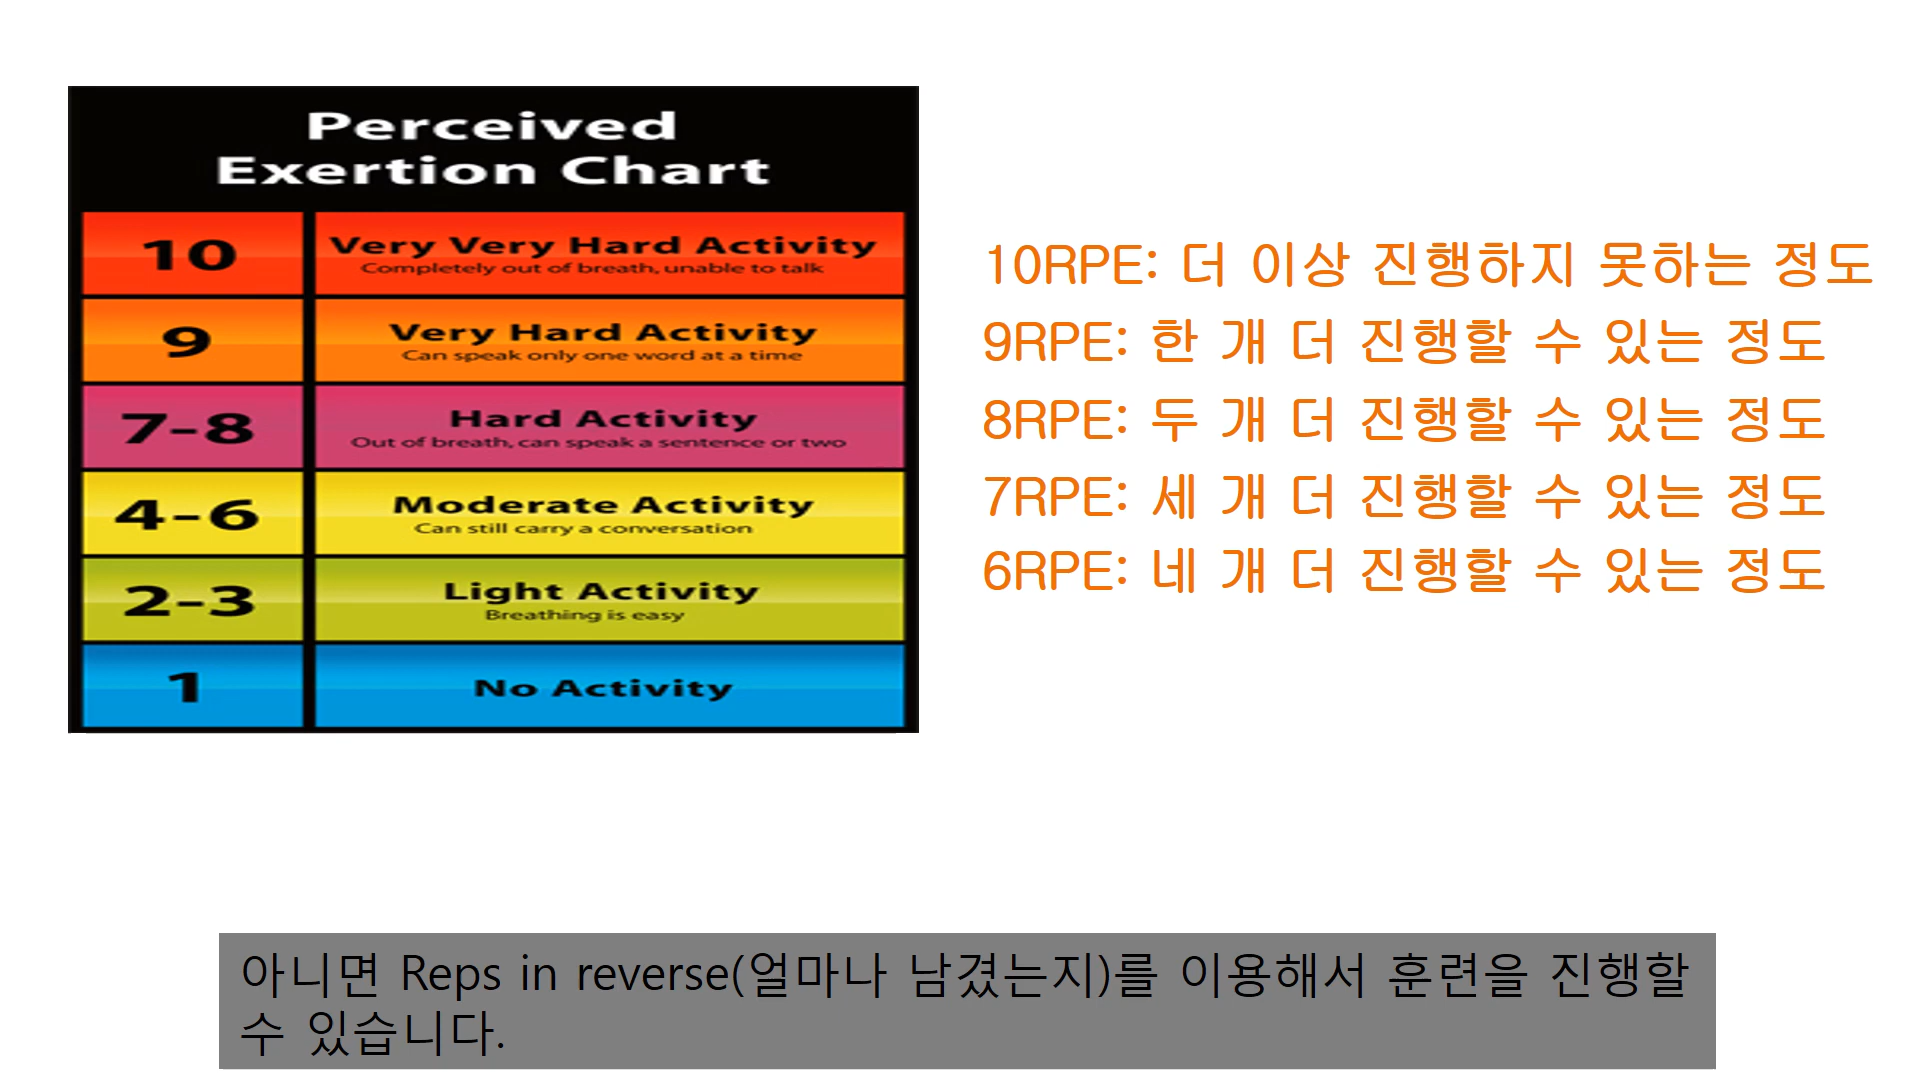 Perceived
Exertion Chart
10
Very Very Hard Activity
Completely out of breath, unable to talk
9
Very Hard Activity
Can speak only one word at a time
7-8
Hard Activity
Out of breath, can speak a sentence or two
4-6
Moderate Activity
Can still carry a conversation
2-3
Light Activity
Breathing is easy
1
No Activity
10RPE: 더 이상 진행하지 못하는 정도
9RPE: 한 개 더 진행할 수 있는 정도
8RPE: 두 개 더 진행할 수 있는 정도
7RPE: 세 개 더 진행할 수 있는 정도
6RPE: 네 개 더 진행할 수 있는 정도
아니면 Reps in reverse(얼마나 남겼는지)를 이용해서 훈련을 진행할
수 있습니다.